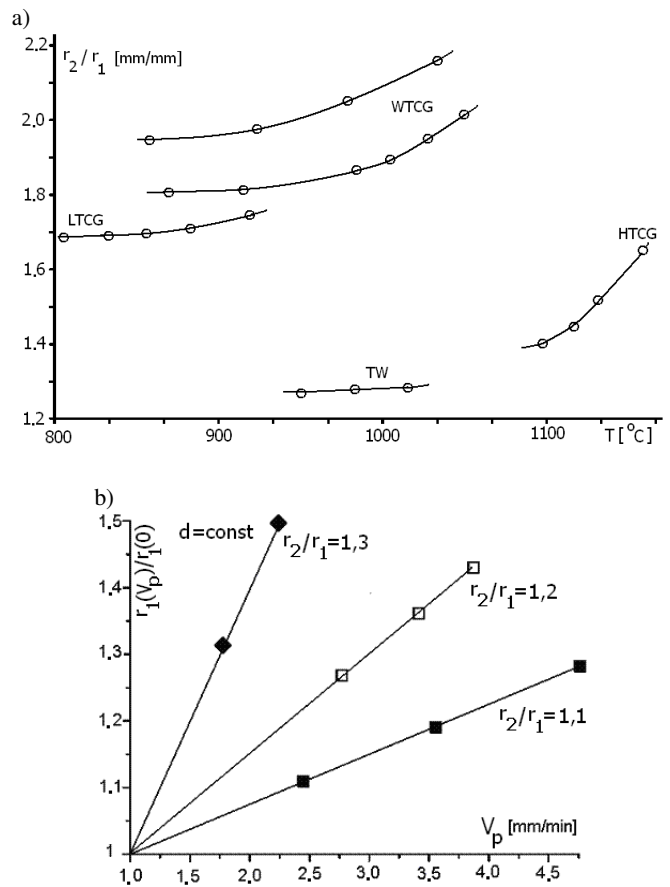 a)
r2/r1 [mm/mm]
2.2
2.0
1.8
1.6
1.4
1.2
WTCG
LTCG
HTCG
TW
800
900
1000
1100
T[°C]
b)
r1(Vp)/r1(0)
1.5
1.4
1.3
1.2
1.1
1
d=const
r2/r1=1,3
r2/r1=1,2
r2/r1=1,1
Vp [mm/min]
1.0
1.5
2.0
2.5
3.0
3.5
4.0
4.5